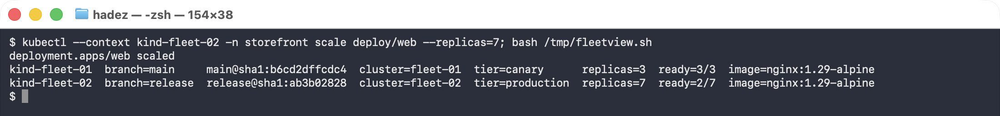 hadez — -zsh — 154×38
$ kubectl --context kind-fleet-02 -n storefront scale deploy/web --replicas=7; bash /tmp/fleetview.sh
deployment.apps/web scaled
kind-fleet-01  branch=main     main@sha1:b6cd2dffcdc4  cluster=fleet-01  tier=canary      replicas=3  ready=3/3  image=nginx:1.29-alpine
kind-fleet-02  branch=release  release@sha1:ab3b02828  cluster=fleet-02  tier=production  replicas=7  ready=2/7  image=nginx:1.29-alpine
$